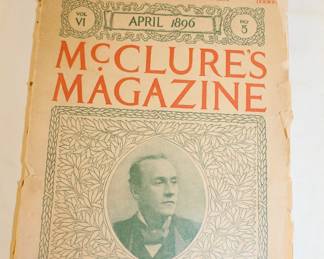 VOL VI
APRIL 1896
NO 5
McCLURE'S
MAGAZINE